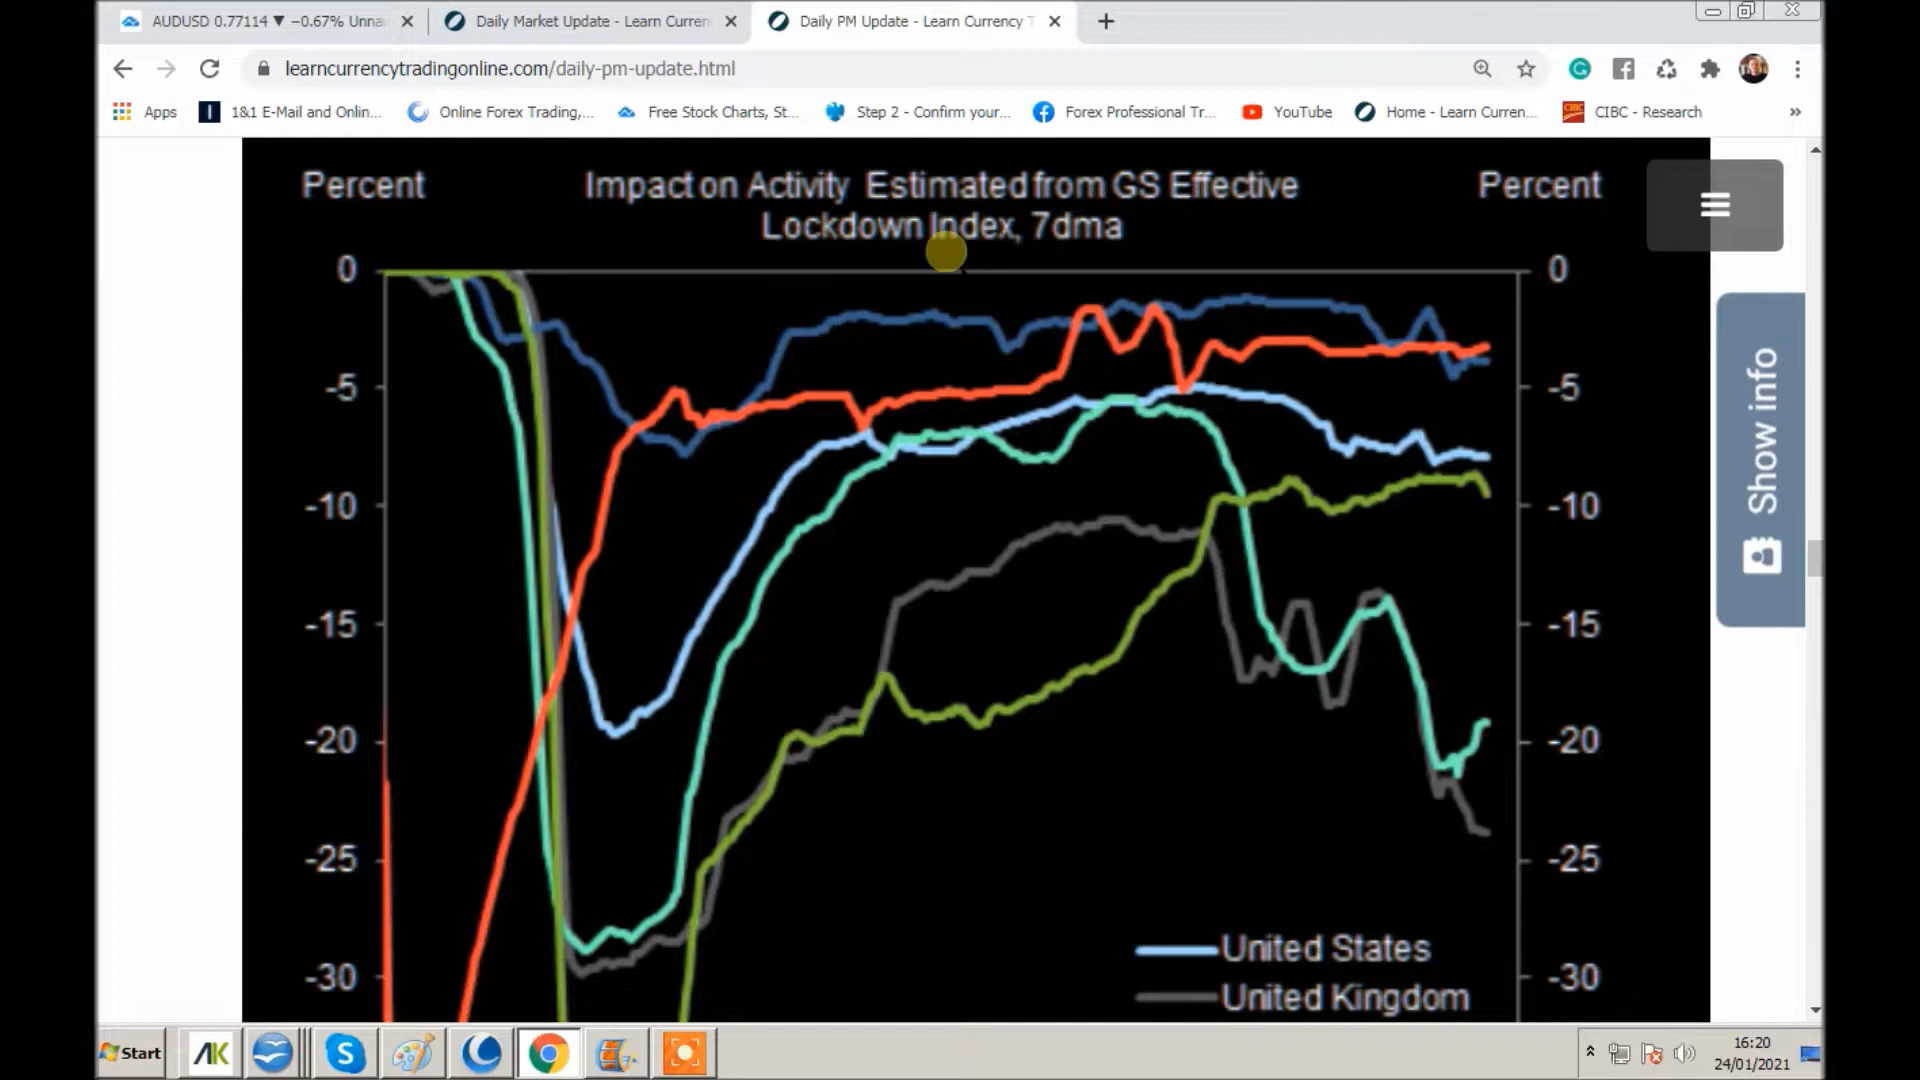 AUDUSD 0.77114 ▼ −0.67% Unna
Daily Market Update - Learn Curren
Daily PM Update - Learn Currency T
learncurrencytradingonline.com/daily-pm-update.html
Apps
1&1 E-Mail and Onlin...
Online Forex Trading,...
Free Stock Charts, St...
Step 2 - Confirm your...
Forex Professional Tr...
YouTube
Home - Learn Curren...
CIBC
CIBC - Research
»
Percent
Impact on Activity Estimated from GS Effective
Lockdown Index, 7dma
Percent
0
0
-5
-5
-10
-10
-15
-15
-20
-20
-25
-25
-30
-30
United States
United Kingdom
Show info
Start
AK
16:20
24/01/2021